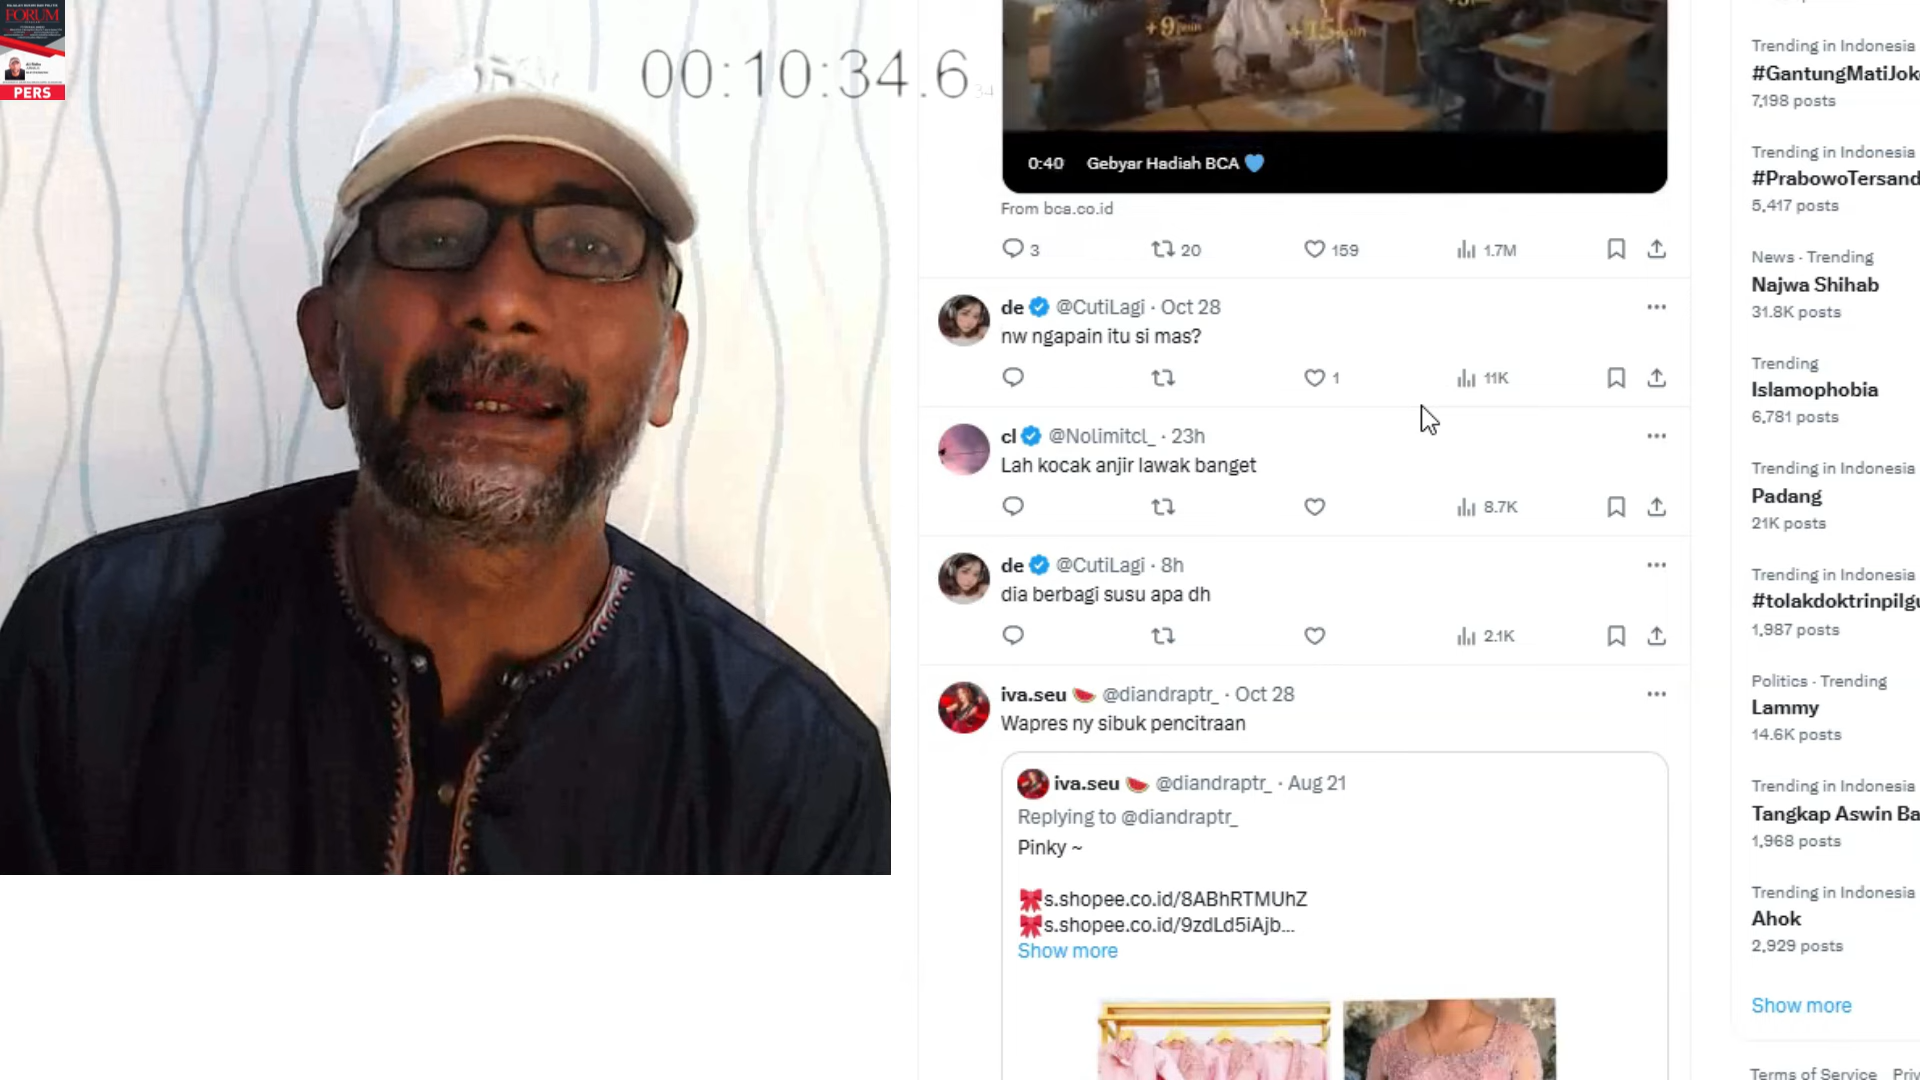 FORUM
PERS
00:10:34.6
+9 poin
+15 poin
0:40 Gebyar Hadiah BCA 💙
From bca.co.id
3 20 159 1.7M
de @CutiLagi · Oct 28
nw ngapain itu si mas?
1 11K
cl @Nolimitcl_ · 23h
Lah kocak anjir lawak banget
8.7K
de @CutiLagi · 8h
dia berbagi susu apa dh
2.1K
iva.seu 🍉 @diandraptr_ · Oct 28
Wapres ny sibuk pencitraan
iva.seu 🍉 @diandraptr_ · Aug 21
Replying to @diandraptr_
Pinky ~
🎀s.shopee.co.id/8ABhRTMUhZ
🎀s.shopee.co.id/9zdLd5iAjb...
Show more
Trending in Indonesia
#GantungMatiJok
7,198 posts
Trending in Indonesia
#PrabowoTersand
5,417 posts
News · Trending
Najwa Shihab
31.8K posts
Trending
Islamophobia
6,781 posts
Trending in Indonesia
Padang
21K posts
Trending in Indonesia
#tolakdoktrinpilgu
1,987 posts
Politics · Trending
Lammy
14.6K posts
Trending in Indonesia
Tangkap Aswin Ba
1,968 posts
Trending in Indonesia
Ahok
2,929 posts
Show more
Terms of Service Priv